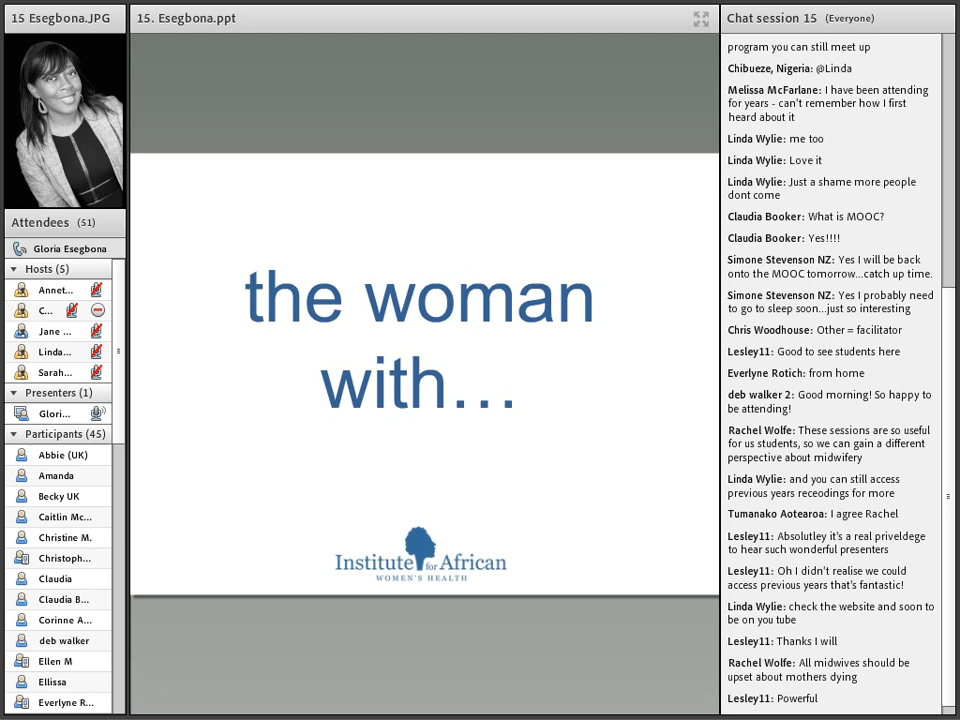 15 Esegbona.JPG
Attendees (51)
Gloria Esegbona
Hosts (5)
Annet...
C...
Jane ...
Linda...
Sarah...
Presenters (1)
Glori...
Participants (45)
Abbie (UK)
Amanda
Becky UK
Caitlin Mc...
Christine M.
Christoph...
Claudia
Claudia B...
Corinne A...
deb walker
Ellen M
Ellissa
Everlyne R...
15. Esegbona.ppt
the woman
with...
Institute for African
WOMEN'S HEALTH
Chat session 15 (Everyone)
program you can still meet up
Chibueze, Nigeria: @Linda
Melissa McFarlane: I have been attending
for years - can't remember how I first
heard about it
Linda Wylie: me too
Linda Wylie: Love it
Linda Wylie: Just a shame more people
dont come
Claudia Booker: What is MOOC?
Claudia Booker: Yes!!!!
Simone Stevenson NZ: Yes I will be back
onto the MOOC tomorrow...catch up time.
Simone Stevenson NZ: Yes I probably need
to go to sleep soon...just so interesting
Chris Woodhouse: Other = facilitator
Lesley11: Good to see students here
Everlyne Rotich: from home
deb walker 2: Good morning! So happy to
be attending!
Rachel Wolfe: These sessions are so useful
for us students, so we can gain a different
perspective about midwifery
Linda Wylie: and you can still access
previous years receodings for more
Tumanako Aotearoa: I agree Rachel
Lesley11: Absolutley it's a real priveldege
to hear such wonderful presenters
Lesley11: Oh I didn't realise we could
access previous years that's fantastic!
Linda Wylie: check the website and soon to
be on you tube
Lesley11: Thanks I will
Rachel Wolfe: All midwives should be
upset about mothers dying
Lesley11: Powerful